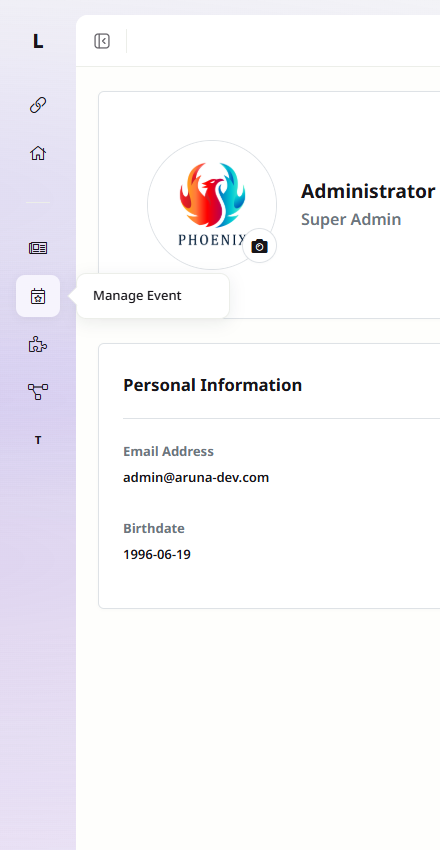 L
PHOENIX
Administrator
Super Admin
Manage Event
Personal Information
Email Address
admin@aruna-dev.com
Birthdate
1996-06-19
T